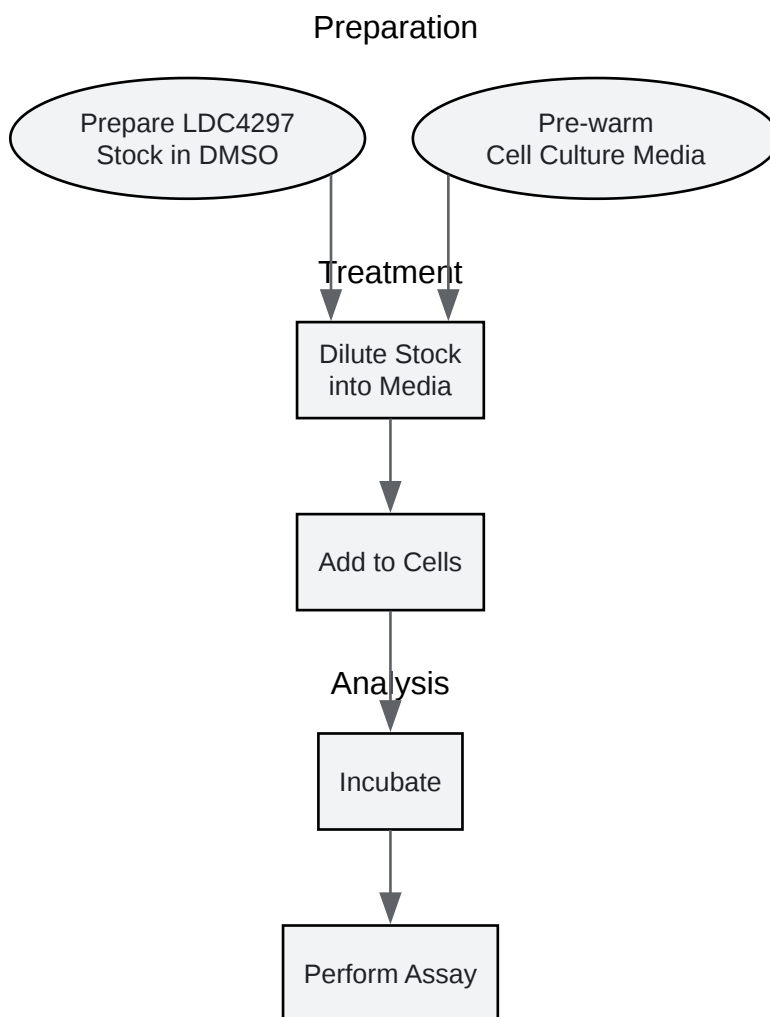 Preparation
Prepare LDC4297
Stock in DMSO
Pre-warm
Cell Culture Media
Treatment
Dilute Stock
into Media
Add to Cells
Analysis
Incubate
Perform Assay